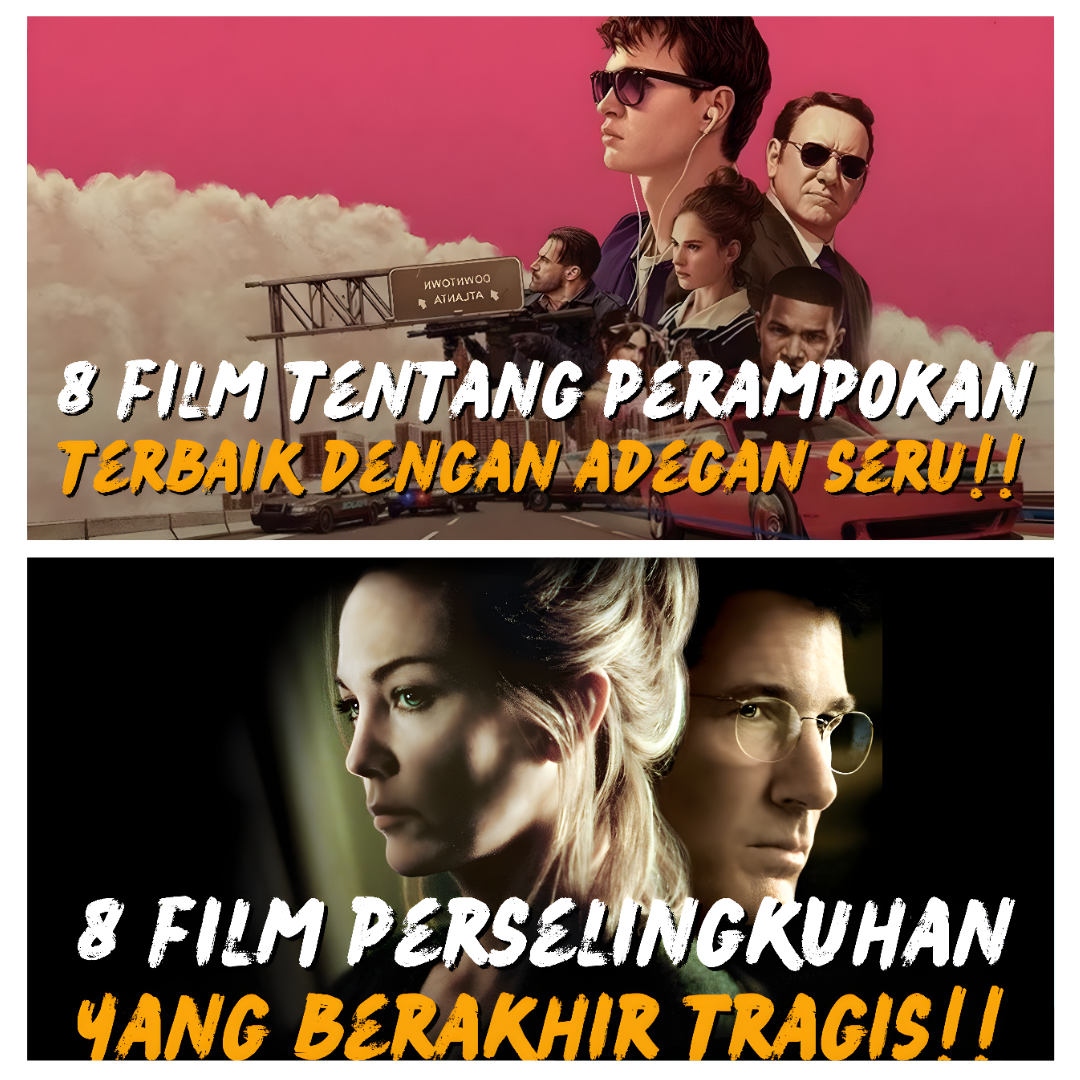 DOWNTOWN
ATLANTA
8 FILM TENTANG PERAMPOKAN
TERBAIK DENGAN ADEGAN SERU!!
8 FILM PERSELINGKUHAN
YANG BERAKHIR TRAGIS!!